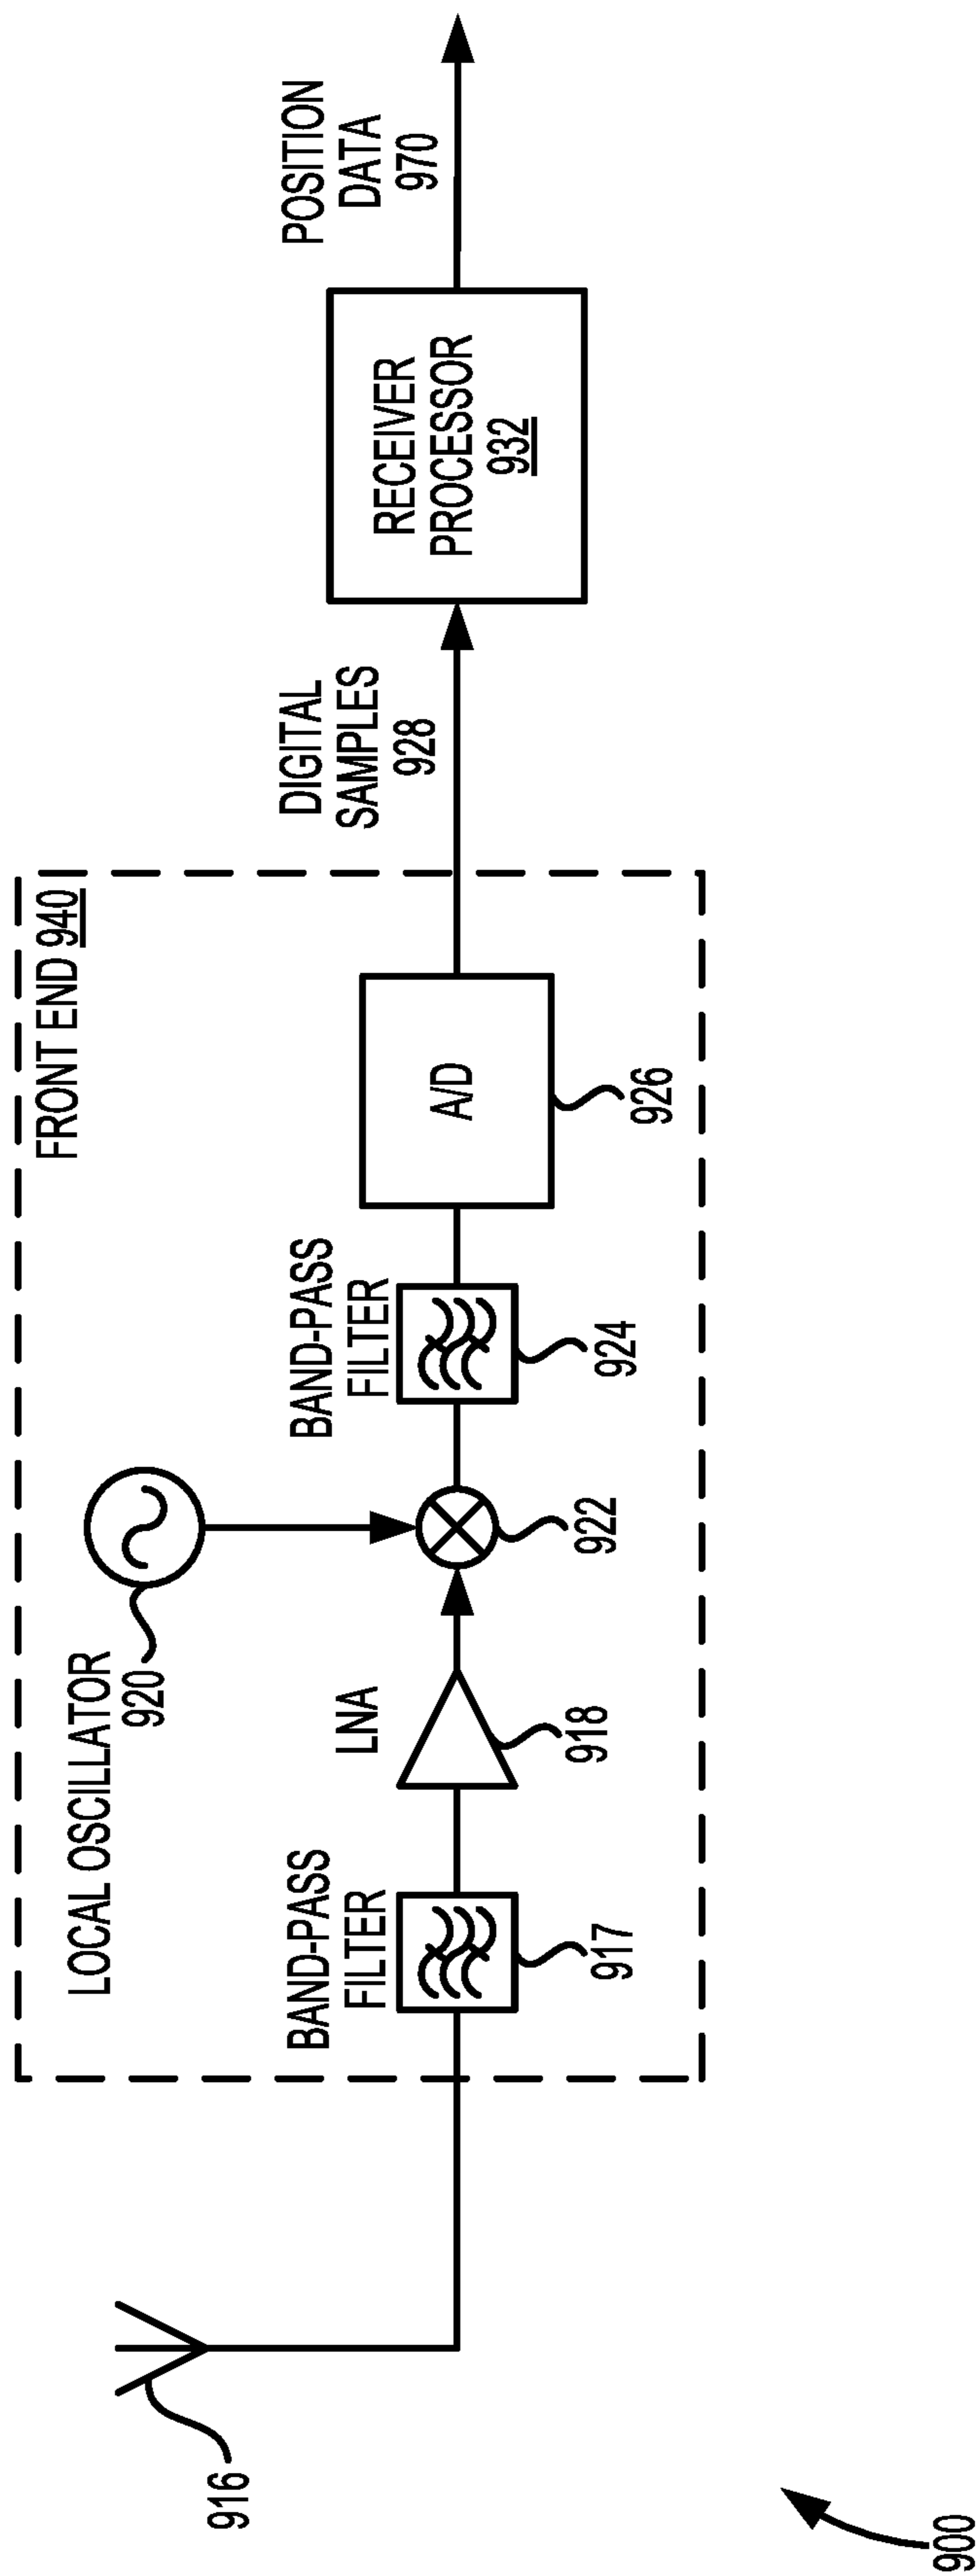 FRONT END 940
LOCAL OSCILLATOR
920
BAND-PASS
FILTER
LNA
BAND-PASS
FILTER
DIGITAL
SAMPLES
928
POSITION
DATA
970
A/D
RECEIVER
PROCESSOR
932
916
917
918
922
924
926
900